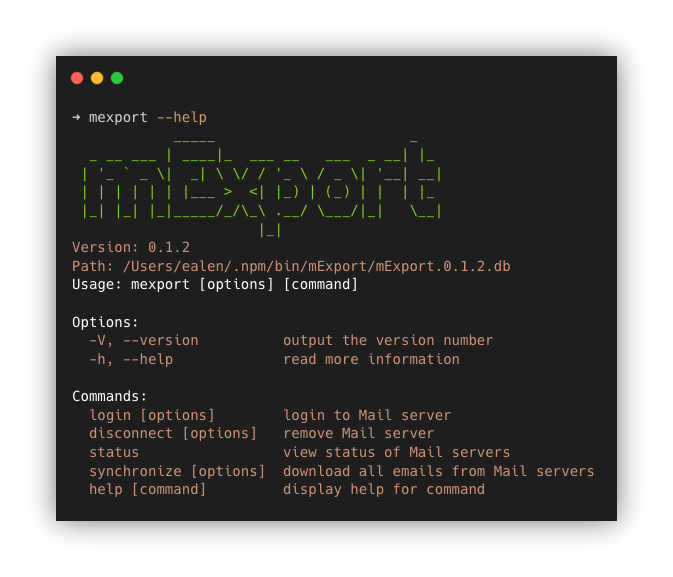 ➜ mexport --help
            _____                       _
  _ __ ___ | ____|_  ___ __   ___  _ __| |_
 | '_ ` _ \|  _| \ \/ / '_ \ / _ \| '__| __|
 | | | | | | |___ >  <| |_) | (_) | |  | |_
 |_| |_| |_|_____/_/\_\ .__/ \___/|_|   \__|
                      |_|
Version: 0.1.2
Path: /Users/ealen/.npm/bin/mExport/mExport.0.1.2.db
Usage: mexport [options] [command]

Options:
  -V, --version          output the version number
  -h, --help             read more information

Commands:
  login [options]        login to Mail server
  disconnect [options]   remove Mail server
  status                 view status of Mail servers
  synchronize [options]  download all emails from Mail servers
  help [command]         display help for command